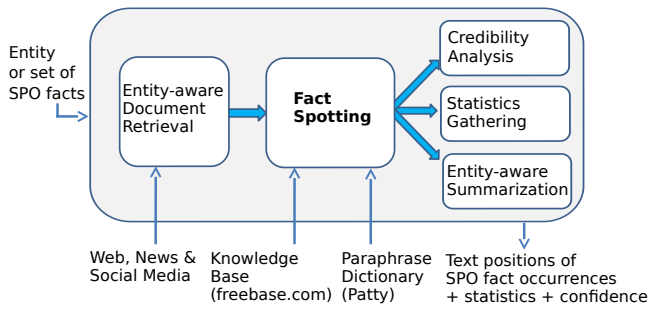 Entity
or set of
SPO facts
Entity-aware
Document
Retrieval
Fact
Spotting
Credibility
Analysis
Statistics
Gathering
Entity-aware
Summarization
Web, News &
Social Media
Knowledge
Base
(freebase.com)
Paraphrase
Dictionary
(Patty)
Text positions of
SPO fact occurrences
+ statistics + confidence